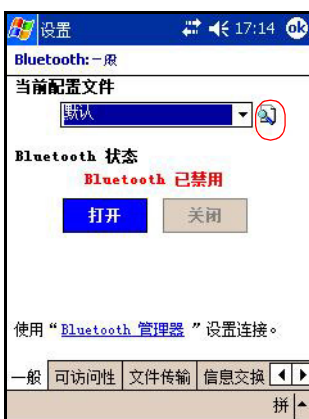 设置 17:14 ok
Bluetooth:一般
当前配置文件
默认
Bluetooth 状态
Bluetooth 已禁用
打开 关闭
使用“Bluetooth 管理器”设置连接。
一般 可访问性 文件传输 信息交换
拼